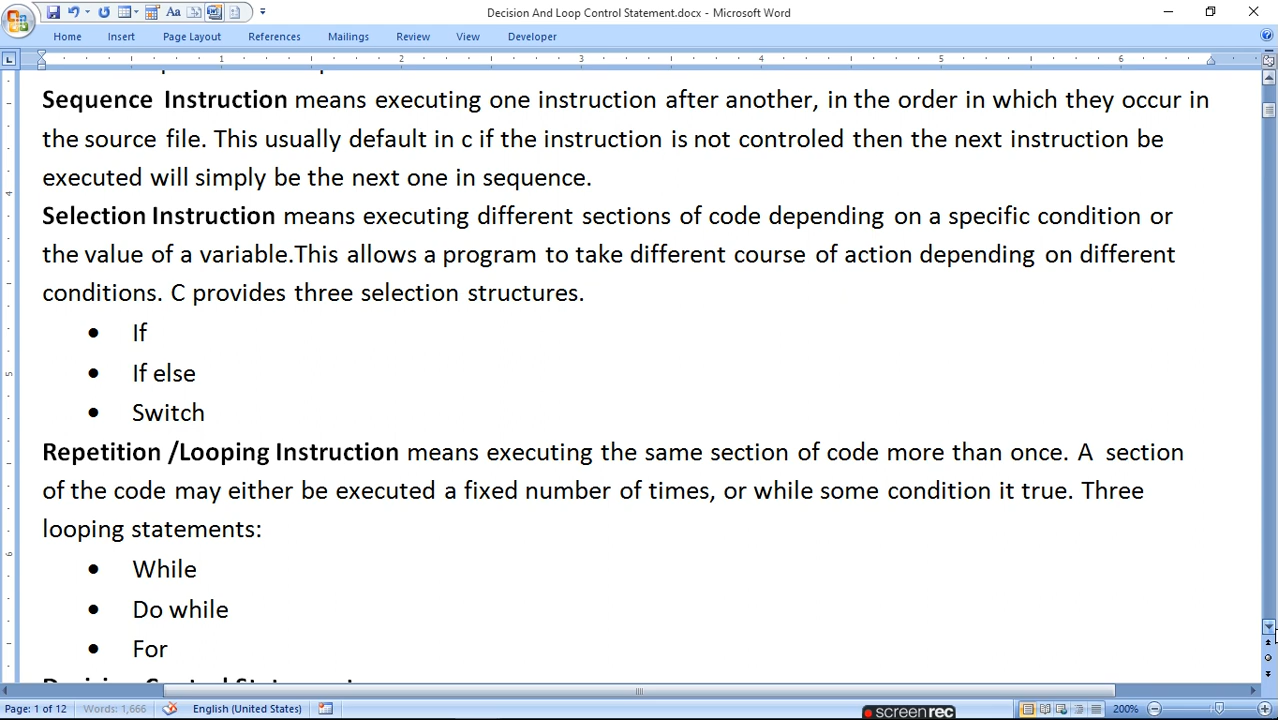 Decision And Loop Control Statement.docx - Microsoft Word
Home Insert Page Layout References Mailings Review View Developer
1 2 3 4 5 6
Sequence Instruction means executing one instruction after another, in the order in which they occur in
the source file. This usually default in c if the instruction is not controled then the next instruction be
executed will simply be the next one in sequence.
Selection Instruction means executing different sections of code depending on a specific condition or
the value of a variable.This allows a program to take different course of action depending on different
conditions. C provides three selection structures.
• If
• If else
• Switch
Repetition /Looping Instruction means executing the same section of code more than once. A section
of the code may either be executed a fixed number of times, or while some condition it true. Three
looping statements:
• While
• Do while
• For
Page: 1 of 12 Words: 1,666 English (United States) screenrec 200%